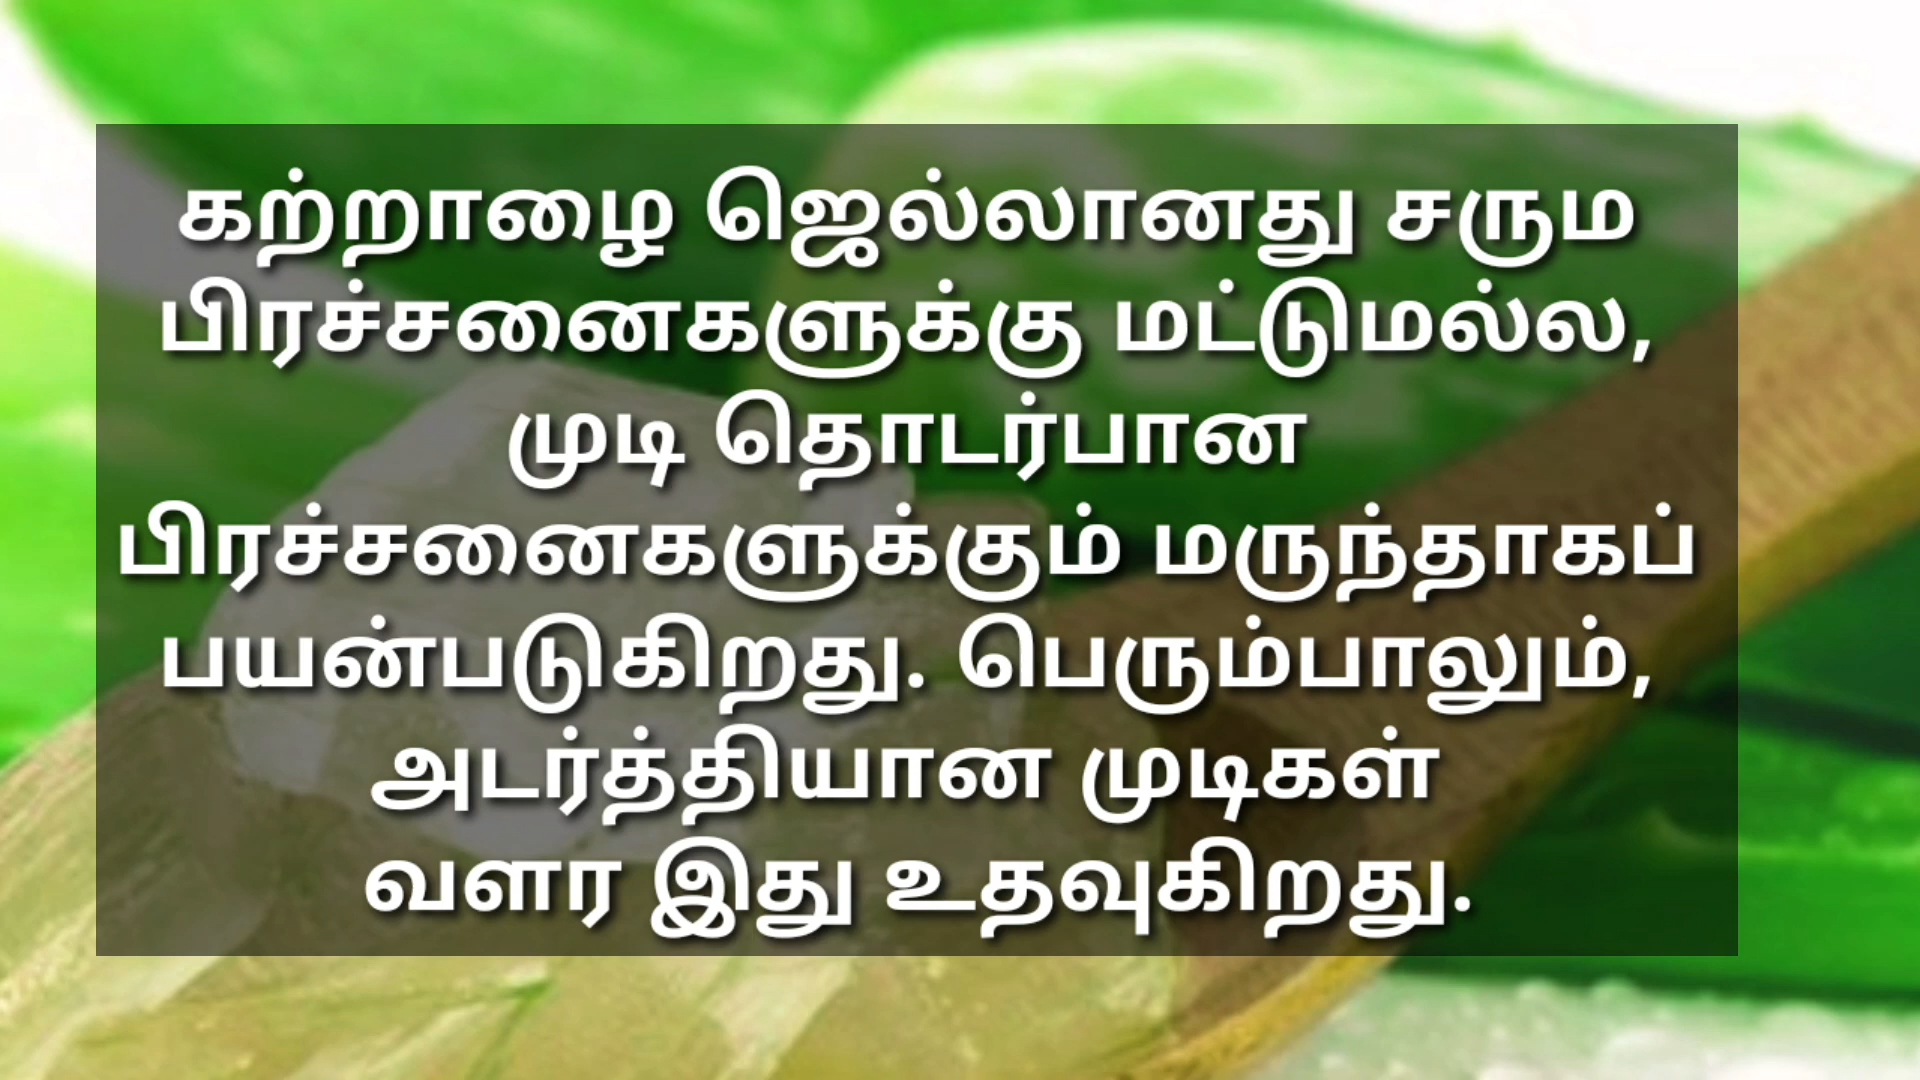 கற்றாழை ஜெல்லானது சரும
பிரச்சனைகளுக்கு மட்டுமல்ல,
முடி தொடர்பான
பிரச்சனைகளுக்கும் மருந்தாகப்
பயன்படுகிறது. பெரும்பாலும்,
அடர்த்தியான முடிகள்
வளர இது உதவுகிறது.